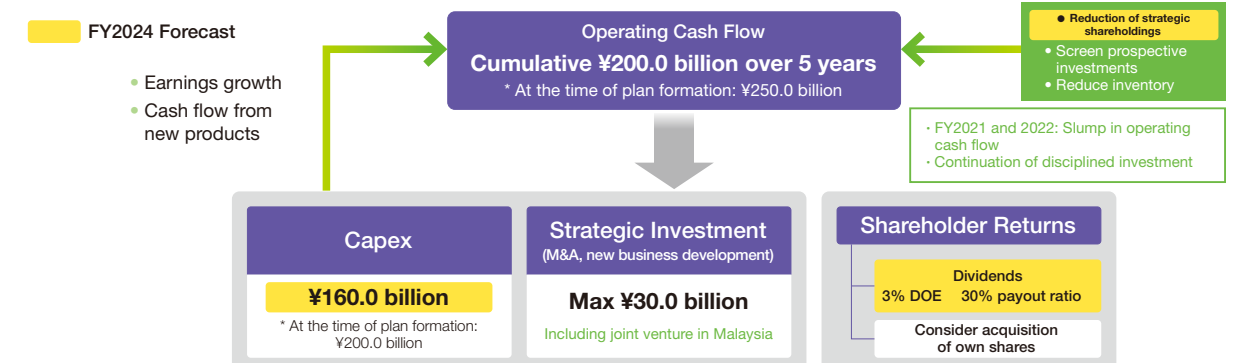 FY2024 Forecast
• Earnings growth
• Cash flow from
new products
Operating Cash Flow
Cumulative ¥200.0 billion over 5 years
* At the time of plan formation: ¥250.0 billion
● Reduction of strategic
shareholdings
• Screen prospective
investments
• Reduce inventory
・FY2021 and 2022: Slump in operating
cash flow
・Continuation of disciplined investment
Capex
¥160.0 billion
* At the time of plan formation:
¥200.0 billion
Strategic Investment
(M&A, new business development)
Max ¥30.0 billion
Including joint venture in Malaysia
Shareholder Returns
Dividends
3% DOE 30% payout ratio
Consider acquisition
of own shares